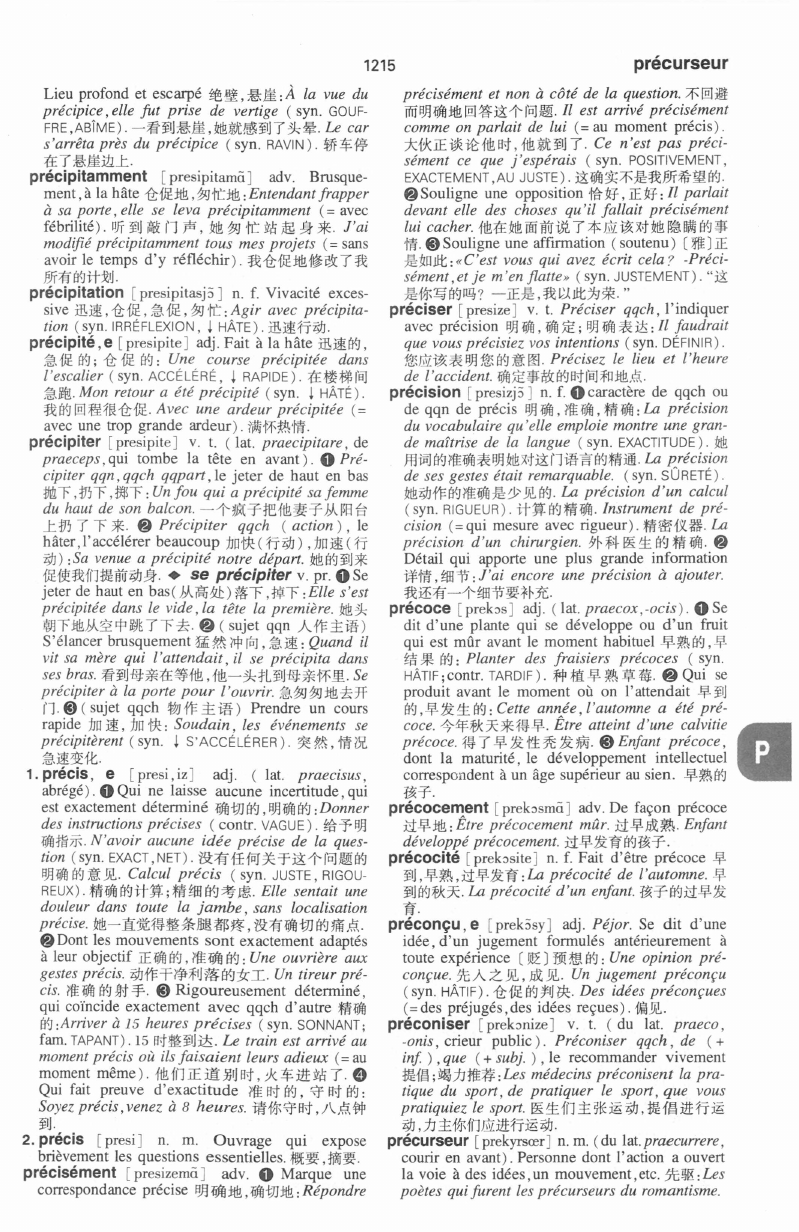 1215
précurseur
Lieu profond et escarpé 绝壁,悬崖:À la vue du
précipice,elle fut prise de vertige ( syn. GOUF-
FRE,ABÎME). 一看到悬崖,她就感到了头晕. Le car
s'arrêta près du précipice ( syn. RAVIN). 轿车停
在了悬崖边上.
précipitamment [presipitamɑ̃] adv. Brusque-
ment,à la hâte 仓促地,匆忙地:Entendant frapper
à sa porte, elle se leva précipitamment (= avec
fébrilité). 听到敲门声, 她匆忙站起身来. J'ai
modifié précipitamment tous mes projets (= sans
avoir le temps d'y réfléchir). 我仓促地修改了我
所有的计划.
précipitation [presipitasjɔ̃] n. f. Vivacité exces-
sive 迅速,仓促,急促,匆忙:Agir avec précipita-
tion (syn. IRRÉFLEXION, ↓ HÂTE). 迅速行动.
précipité,e [presipite] adj. Fait à la hâte 迅速的,
急促的; 仓促的: Une course précipitée dans
l'escalier ( syn. ACCÉLÉRÉ, ↓ RAPIDE). 在楼梯间
急跑. Mon retour a été précipité (syn. ↓ HÂTÉ).
我的回程很仓促. Avec une ardeur précipitée (=
avec une trop grande ardeur). 满怀热情.
précipiter [presipite] v. t. ( lat. praecipitare, de
praeceps,qui tombe la tête en avant). ❶ Pré-
cipiter qqn,qqch qqpart,le jeter de haut en bas
抛下,扔下,掷下:Un fou qui a précipité sa femme
du haut de son balcon. 一个疯子把他妻子从阳台
上扔了下来. ❷ Précipiter qqch ( action), le
hâter,l'accélérer beaucoup 加快(行动),加速(行
动):Sa venue a précipité notre départ. 她的到来
促使我们提前动身. ◆ se précipiter v. pr. ❶ Se
jeter de haut en bas(从高处)落下,掉下:Elle s'est
précipitée dans le vide,la tête la première. 她头
朝下地从空中跳了下去. ❷ ( sujet qqn 人作主语)
S'élancer brusquement 猛然冲向,急速:Quand il
vit sa mère qui l'attendait,il se précipita dans
ses bras. 看到母亲在等他,他一头扎到母亲怀里. Se
précipiter à la porte pour l'ouvrir. 急匆匆地去开
门. ❸ ( sujet qqch 物作主语) Prendre un cours
rapide 加速, 加快: Soudain, les événements se
précipitèrent (syn. ↓ S'ACCÉLÉRER). 突然,情况
急速变化.
1. précis, e [presi,iz] adj. ( lat. praecisus,
abrégé). ❶ Qui ne laisse aucune incertitude,qui
est exactement déterminé 确切的,明确的:Donner
des instructions précises ( contr. VAGUE). 给予明
确指示. N'avoir aucune idée précise de la ques-
tion (syn. EXACT,NET). 没有任何关于这个问题的
明确的意见. Calcul précis ( syn. JUSTE, RIGOU-
REUX). 精确的计算;精细的考虑. Elle sentait une
douleur dans toute la jambe, sans localisation
précise. 她一直觉得整条腿都疼,没有确切的痛点.
❷ Dont les mouvements sont exactement adaptés
à leur objectif 正确的,准确的:Une ouvrière aux
gestes précis. 动作干净利落的女工. Un tireur pré-
cis. 准确的射手. ❸ Rigoureusement déterminé,
qui coïncide exactement avec qqch d'autre 精确
的:Arriver à 15 heures précises (syn. SONNANT;
fam. TAPANT). 15 时整到达. Le train est arrivé au
moment précis où ils faisaient leurs adieux (= au
moment même). 他们正道别时,火车进站了. ❹
Qui fait preuve d'exactitude 准时的, 守时的:
Soyez précis,venez à 8 heures. 请你守时,八点钟
到.
2. précis [presi] n. m. Ouvrage qui expose
brièvement les questions essentielles. 概要,摘要.
précisément [presizemɑ̃] adv. ❶ Marque une
correspondance précise 明确地,确切地:Répondre
précisément et non à côté de la question. 不回避
而明确地回答这个问题. Il est arrivé précisément
comme on parlait de lui (= au moment précis).
大伙正谈论他时,他就到了. Ce n'est pas préci-
sément ce que j'espérais ( syn. POSITIVEMENT,
EXACTEMENT,AU JUSTE). 这确实不是我所希望的.
❷ Souligne une opposition 恰好,正好:Il parlait
devant elle des choses qu'il fallait précisément
lui cacher. 他在她面前说了本应该对她隐瞒的事
情. ❸ Souligne une affirmation ( soutenu)〔雅〕正
是如此:«C'est vous qui avez écrit cela? -Préci-
sément,et je m'en flatte» ( syn. JUSTEMENT). “这
是你写的吗? —正是,我以此为荣.”
préciser [presize] v. t. Préciser qqch,l'indiquer
avec précision 明确,确定;明确表达:Il faudrait
que vous précisiez vos intentions (syn. DÉFINIR).
您应该表明您的意图. Précisez le lieu et l'heure
de l'accident. 确定事故的时间和地点.
précision [presizjɔ̃] n. f. ❶ caractère de qqch ou
de qqn de précis 明确,准确,精确:La précision
du vocabulaire qu'elle emploie montre une gran-
de maîtrise de la langue ( syn. EXACTITUDE). 她
用词的准确表明她对这门语言的精通. La précision
de ses gestes était remarquable. (syn. SÛRETÉ).
她动作的准确是少见的. La précision d'un calcul
(syn. RIGUEUR). 计算的精确. Instrument de pré-
cision (=qui mesure avec rigueur). 精密仪器. La
précision d'un chirurgien. 外科医生的精确. ❷
Détail qui apporte une plus grande information
详情,细节:J'ai encore une précision à ajouter.
我还有一个细节要补充.
précoce [prekɔs] adj. ( lat. praecox,-ocis). ❶ Se
dit d'une plante qui se développe ou d'un fruit
qui est mûr avant le moment habituel 早熟的,早
结果的: Planter des fraisiers précoces ( syn.
HÂTIF;contr. TARDIF). 种植早熟草莓. ❷ Qui se
produit avant le moment où on l'attendait 早到
的,早发生的:Cette année,l'automne a été pré-
coce. 今年秋天来得早. Être atteint d'une calvitie
précoce. 得了早发性秃发病. ❸ Enfant précoce,
dont la maturité, le développement intellectuel
correspondent à un âge supérieur au sien. 早熟的
孩子.
précocement [prekɔsmɑ̃] adv. De façon précoce
过早地:Être précocement mûr. 过早成熟. Enfant
développé précocement. 过早发育的孩子.
précocité [prekɔsite] n. f. Fait d'être précoce 早
到,早熟,过早发育:La précocité de l'automne. 早
到的秋天. La précocité d'un enfant. 孩子的过早发
育.
préconçu,e [prekɔ̃sy] adj. Péjor. Se dit d'une
idée,d'un jugement formulés antérieurement à
toute expérience〔贬〕预想的: Une opinion pré-
conçue. 先人之见,成见. Un jugement préconçu
(syn. HÂTIF). 仓促的判决. Des idées préconçues
(=des préjugés,des idées reçues). 偏见.
préconiser [prekɔnize] v. t. ( du lat. praeco,
-onis, crieur public). Préconiser qqch, de ( +
inf.),que ( + subj. ),le recommander vivement
提倡;竭力推荐:Les médecins préconisent la pra-
tique du sport, de pratiquer le sport, que vous
pratiquiez le sport. 医生们主张运动,提倡进行运
动,力主你们应进行运动.
précurseur [prekyrsœr] n. m. (du lat. praecurrere,
courir en avant). Personne dont l'action a ouvert
la voie à des idées,un mouvement,etc. 先驱:Les
poètes qui furent les précurseurs du romantisme.
P